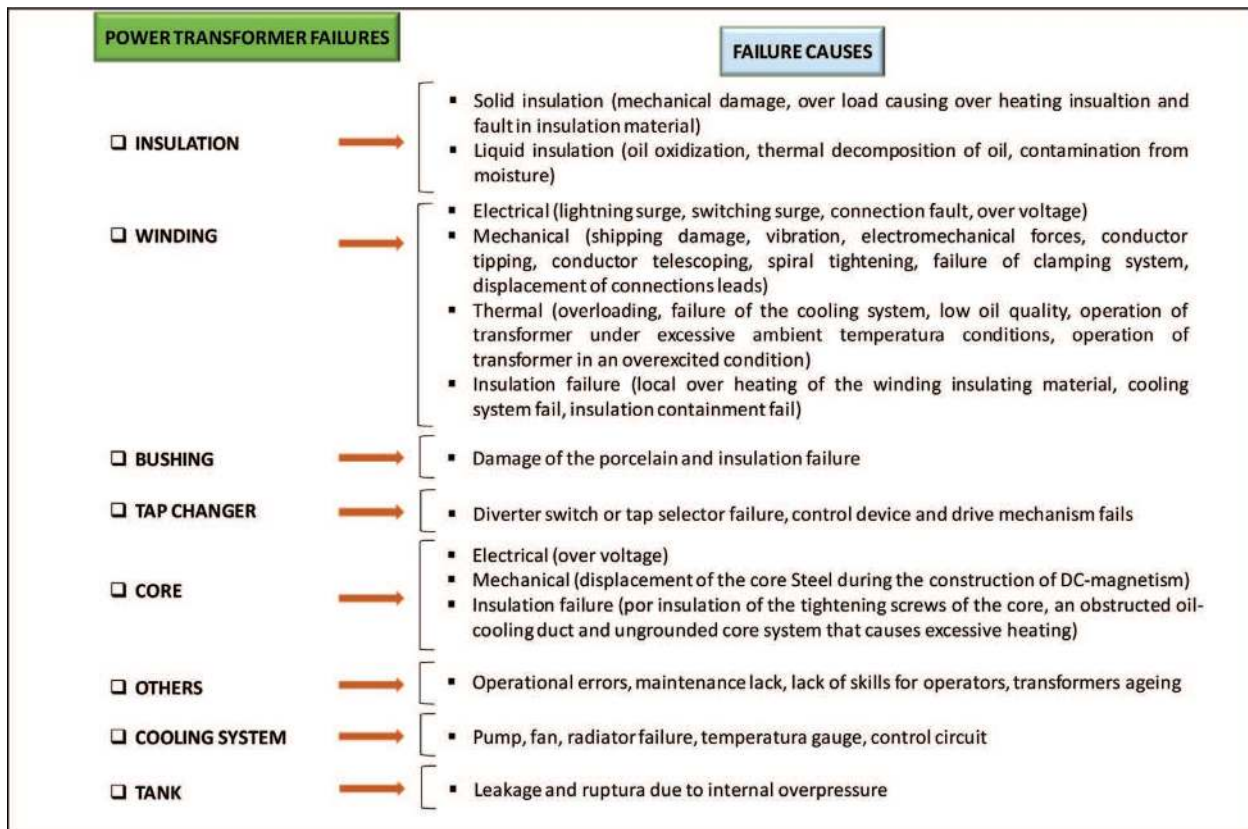 POWER TRANSFORMER FAILURES
FAILURE CAUSES
❑ INSULATION
▪ Solid insulation (mechanical damage, over load causing over heating insualtion and
fault in insulation material)
▪ Liquid insulation (oil oxidization, thermal decomposition of oil, contamination from
moisture)
❑ WINDING
▪ Electrical (lightning surge, switching surge, connection fault, over voltage)
▪ Mechanical (shipping damage, vibration, electromechanical forces, conductor
tipping, conductor telescoping, spiral tightening, failure of clamping system,
displacement of connections leads)
▪ Thermal (overloading, failure of the cooling system, low oil quality, operation of
transformer under excessive ambient temperatura conditions, operation of
transformer in an overexcited condition)
▪ Insulation failure (local over heating of the winding insulating material, cooling
system fail, insulation containment fail)
❑ BUSHING
▪ Damage of the porcelain and insulation failure
❑ TAP CHANGER
▪ Diverter switch or tap selector failure, control device and drive mechanism fails
❑ CORE
▪ Electrical (over voltage)
▪ Mechanical (displacement of the core Steel during the construction of DC-magnetism)
▪ Insulation failure (por insulation of the tightening screws of the core, an obstructed oil-
cooling duct and ungrounded core system that causes excessive heating)
❑ OTHERS
▪ Operational errors, maintenance lack, lack of skills for operators, transformers ageing
❑ COOLING SYSTEM
▪ Pump, fan, radiator failure, temperatura gauge, control circuit
❑ TANK
▪ Leakage and ruptura due to internal overpressure